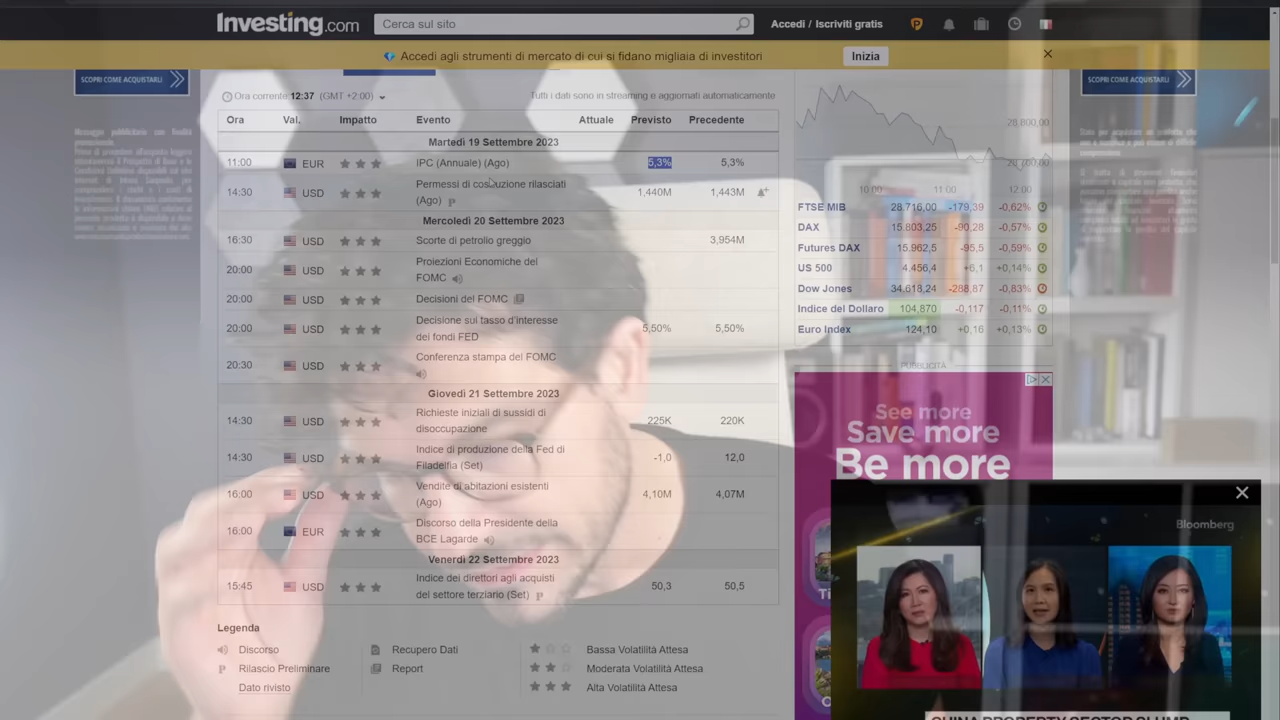 Investing.com
Cerca sul sito
Accedi / Iscriviti gratis
Accedi agli strumenti di mercato di cui si fidano migliaia di investitori
Inizia
SCOPRI COME ACQUISTARLI
SCOPRI COME ACQUISTARLI
Ora corrente: 12:37 (GMT +2:00)
Tutti i dati sono in streaming e aggiornati automaticamente
Ora Val. Impatto Evento Attuale Previsto Precedente
Martedì 19 Settembre 2023
11:00 EUR IPC (Annuale) (Ago) 5,3% 5,3%
14:30 USD Permessi di costruzione rilasciati (Ago) P 1,440M 1,443M
Mercoledì 20 Settembre 2023
16:30 USD Scorte di petrolio greggio 3,954M
20:00 USD Proiezioni Economiche del FOMC
20:00 USD Decisioni del FOMC
20:00 USD Decisione sul tasso d'interesse dei fondi FED 5,50% 5,50%
20:30 USD Conferenza stampa del FOMC
Giovedì 21 Settembre 2023
14:30 USD Richieste iniziali di sussidi di disoccupazione 225K 220K
14:30 USD Indice di produzione della Fed di Filadelfia (Set) -1,0 12,0
16:00 USD Vendite di abitazioni esistenti (Ago) 4,10M 4,07M
16:00 EUR Discorso della Presidente della BCE Lagarde
Venerdì 22 Settembre 2023
15:45 USD Indice dei direttori agli acquisti del settore terziario (Set) P 50,3 50,5
Legenda
Discorso
P Rilascio Preliminare
Dato rivisto
Recupero Dati
Report
Bassa Volatilità Attesa
Moderata Volatilità Attesa
Alta Volatilità Attesa
28.800,00
28.700,00
10:00 11:00 12:00
FTSE MIB 28.716,00 -179,39 -0,62%
DAX 15.803,25 -90,28 -0,57%
Futures DAX 15.962,5 -95,5 -0,59%
US 500 4.456,4 +6,1 +0,14%
Dow Jones 34.618,24 -288,87 -0,83%
Indice del Dollaro 104,870 -0,117 -0,11%
Euro Index 124,10 +0,16 +0,13%
PUBBLICITÀ
See more
Save more
Be more
Bloomberg
CHINA PROPERTY SECTOR SLUMP